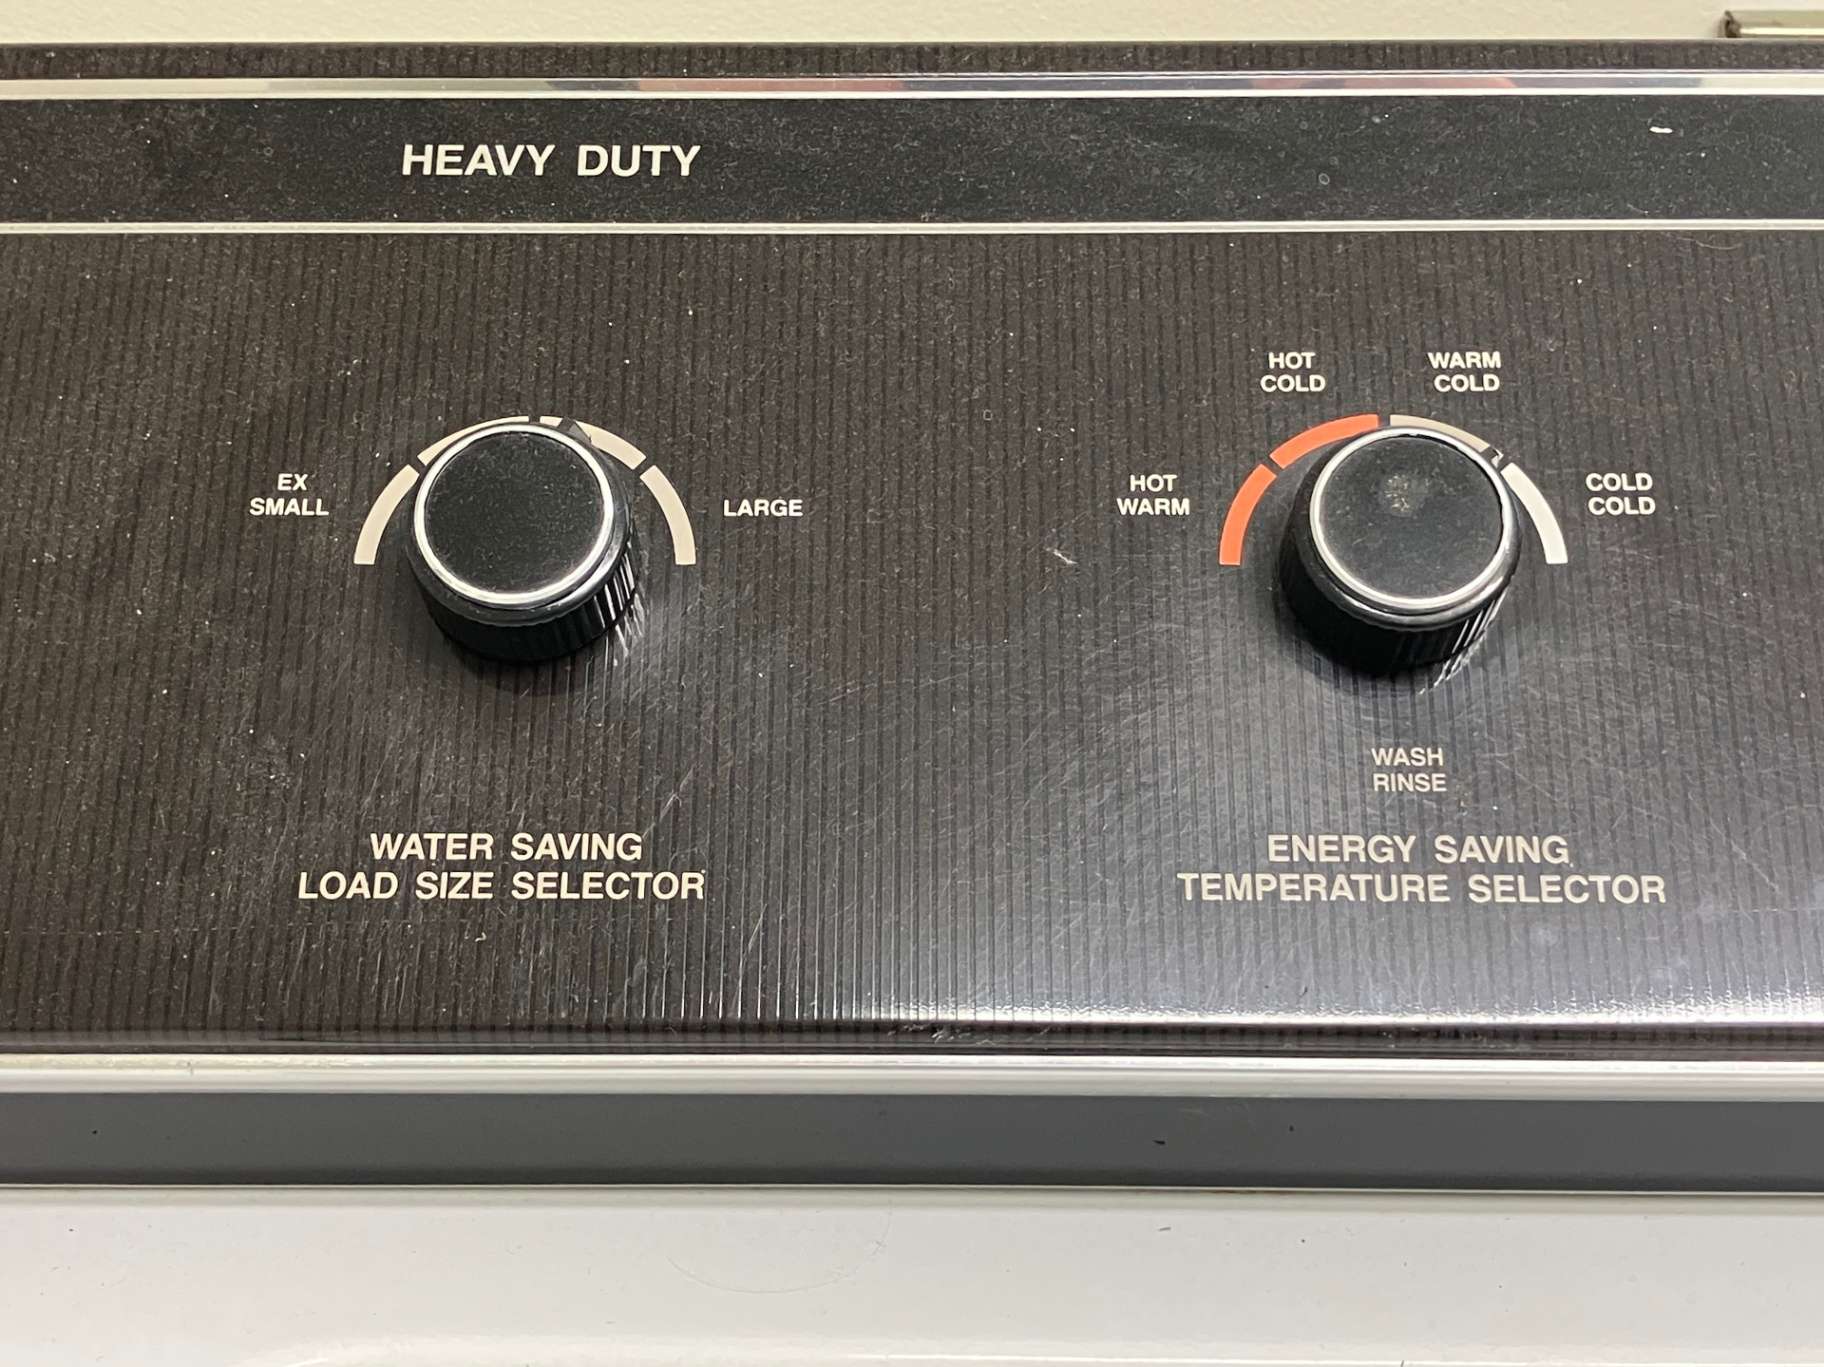 HEAVY DUTY
EX
SMALL
LARGE
HOT
WARM
HOT
COLD
WARM
COLD
COLD
COLD
WASH
RINSE
WATER SAVING
LOAD SIZE SELECTOR
ENERGY SAVING
TEMPERATURE SELECTOR